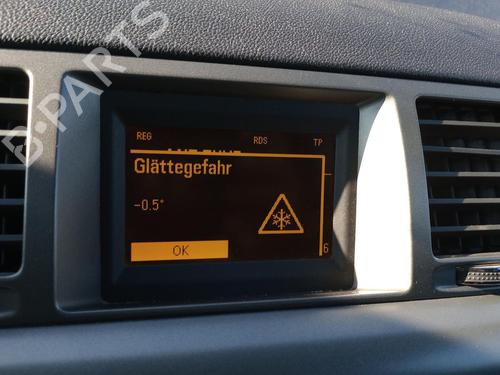 REG RDS TP
Glättegefahr
-0.5°
OK
6
B-PARTS